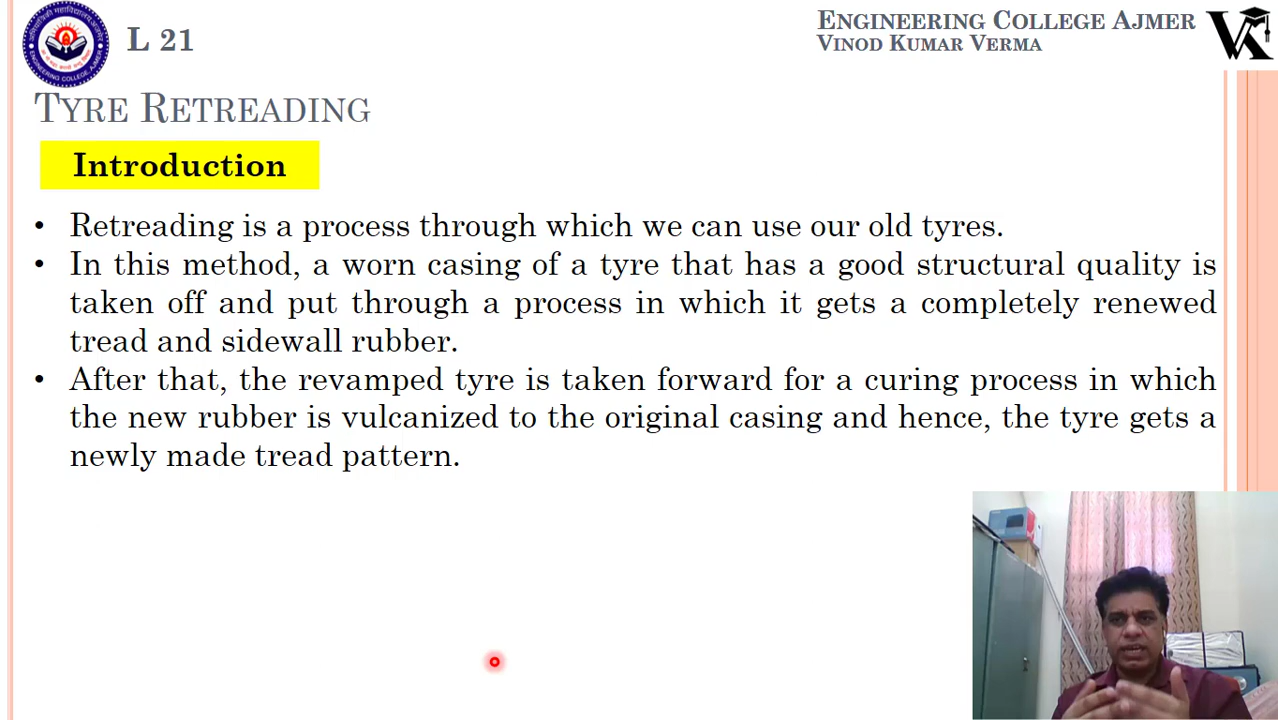 L 21
ENGINEERING COLLEGE AJMER
VINOD KUMAR VERMA
TYRE RETREADING
Introduction
• Retreading is a process through which we can use our old tyres.
• In this method, a worn casing of a tyre that has a good structural quality is
taken off and put through a process in which it gets a completely renewed
tread and sidewall rubber.
• After that, the revamped tyre is taken forward for a curing process in which
the new rubber is vulcanized to the original casing and hence, the tyre gets a
newly made tread pattern.